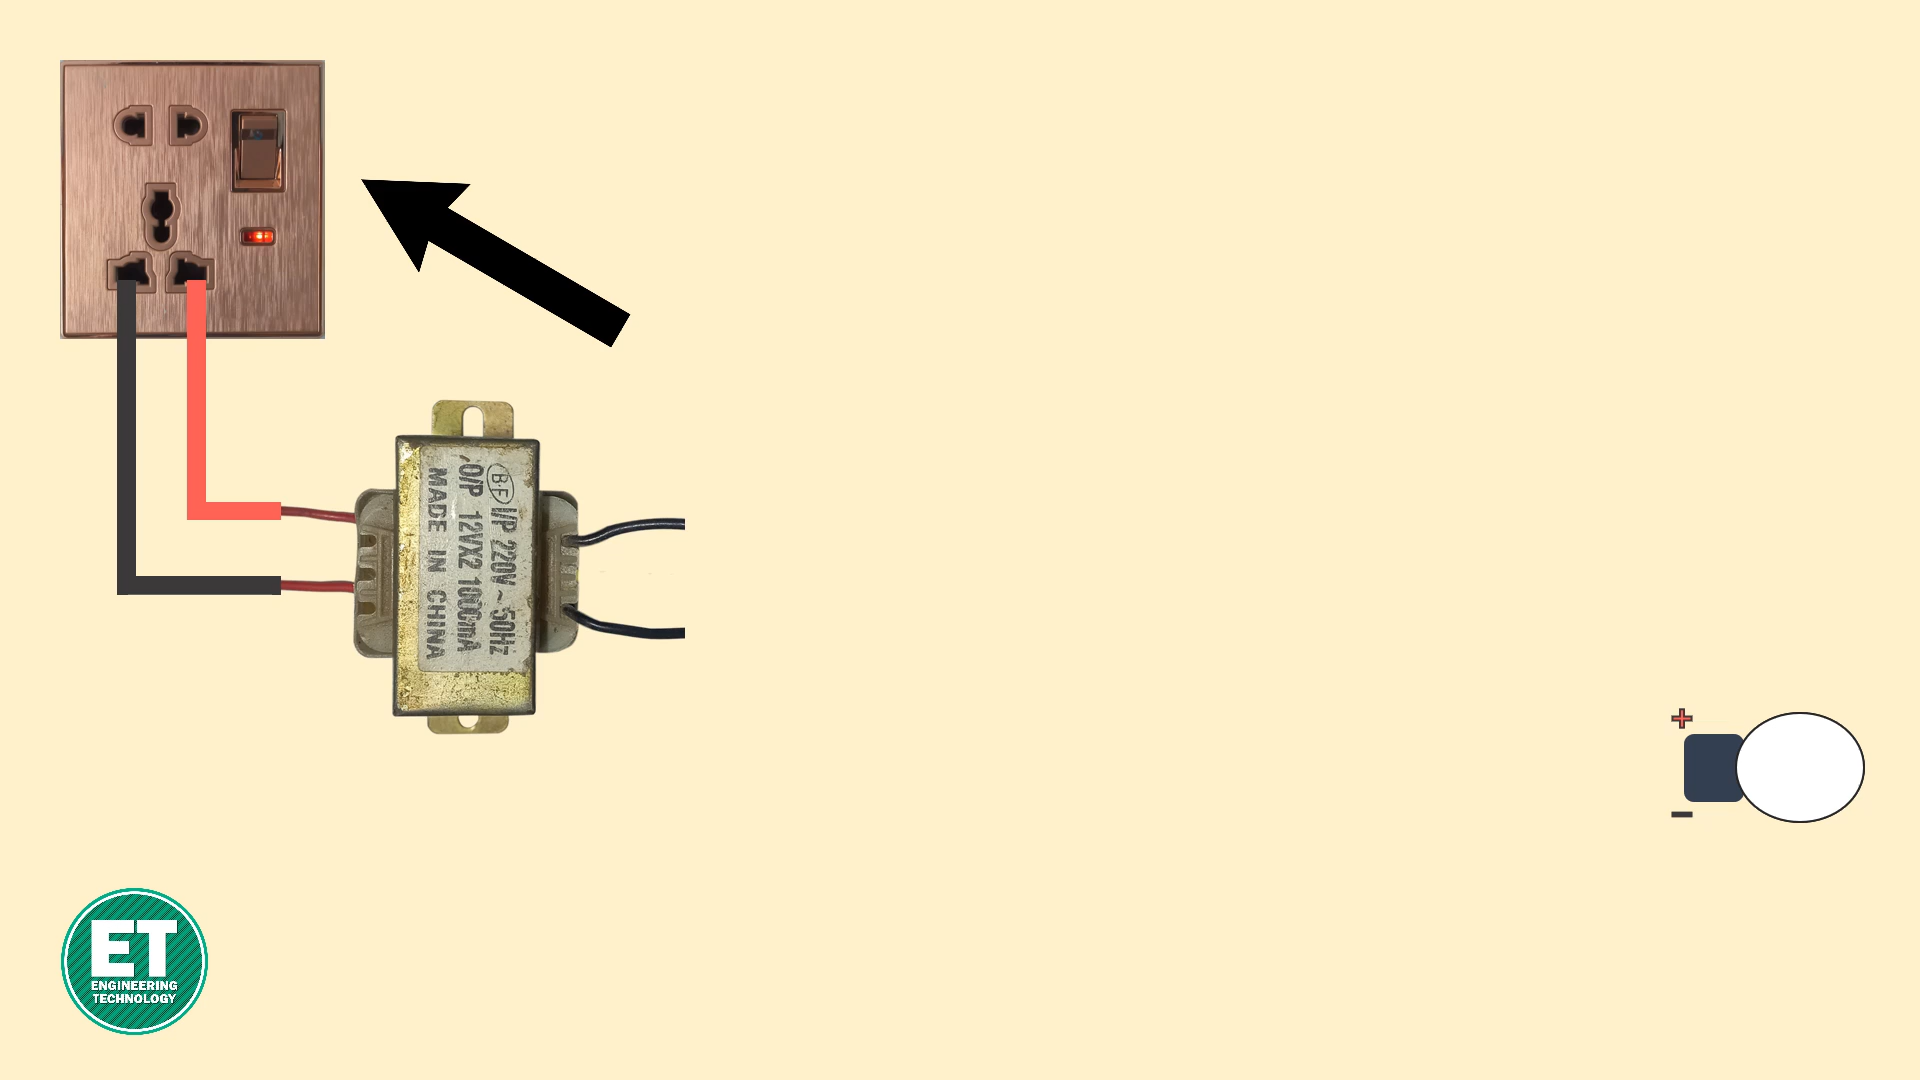 B.F I/P 220V ~ 50Hz
O/P 12VX2 1000mA
MADE IN CHINA
+
−
ET
ENGINEERING
TECHNOLOGY